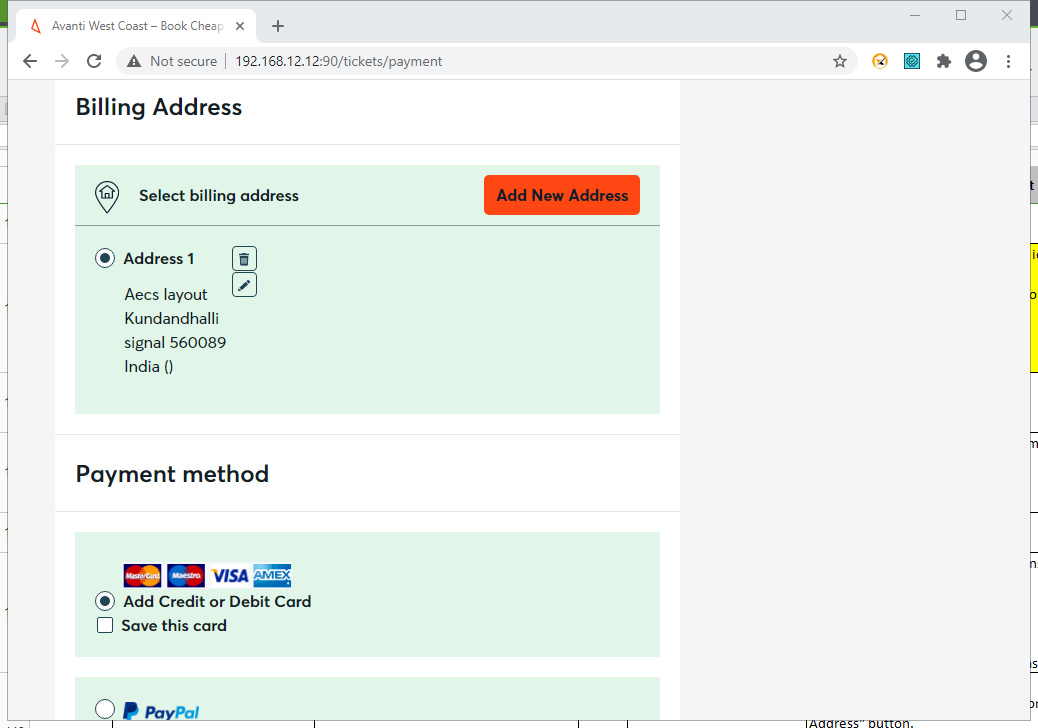 Avanti West Coast – Book Cheap
Not secure
192.168.12.12:90/tickets/payment
Billing Address
Select billing address
Add New Address
Address 1
Aecs layout
Kundandhalli
signal 560089
India ()
Payment method
MasterCard Maestro VISA AMEX
Add Credit or Debit Card
Save this card
PayPal
Address" button.